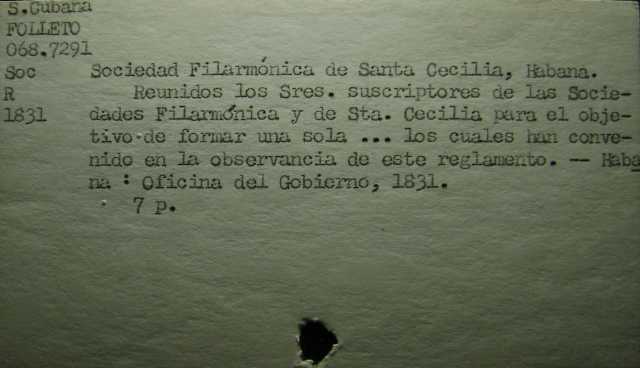 S.Cubana
FOLLETO
068.7291
Soc Sociedad Filarmónica de Santa Cecilia, Habana.
R Reunidos los Sres. suscriptores de las Socie-
1831 dades Filarmónica y de Sta. Cecilia para el obje-
tivo de formar una sola ... los cuales han conve-
nido en la observancia de este reglamento. -- Haba
na : Oficina del Gobierno, 1831.
7 p.